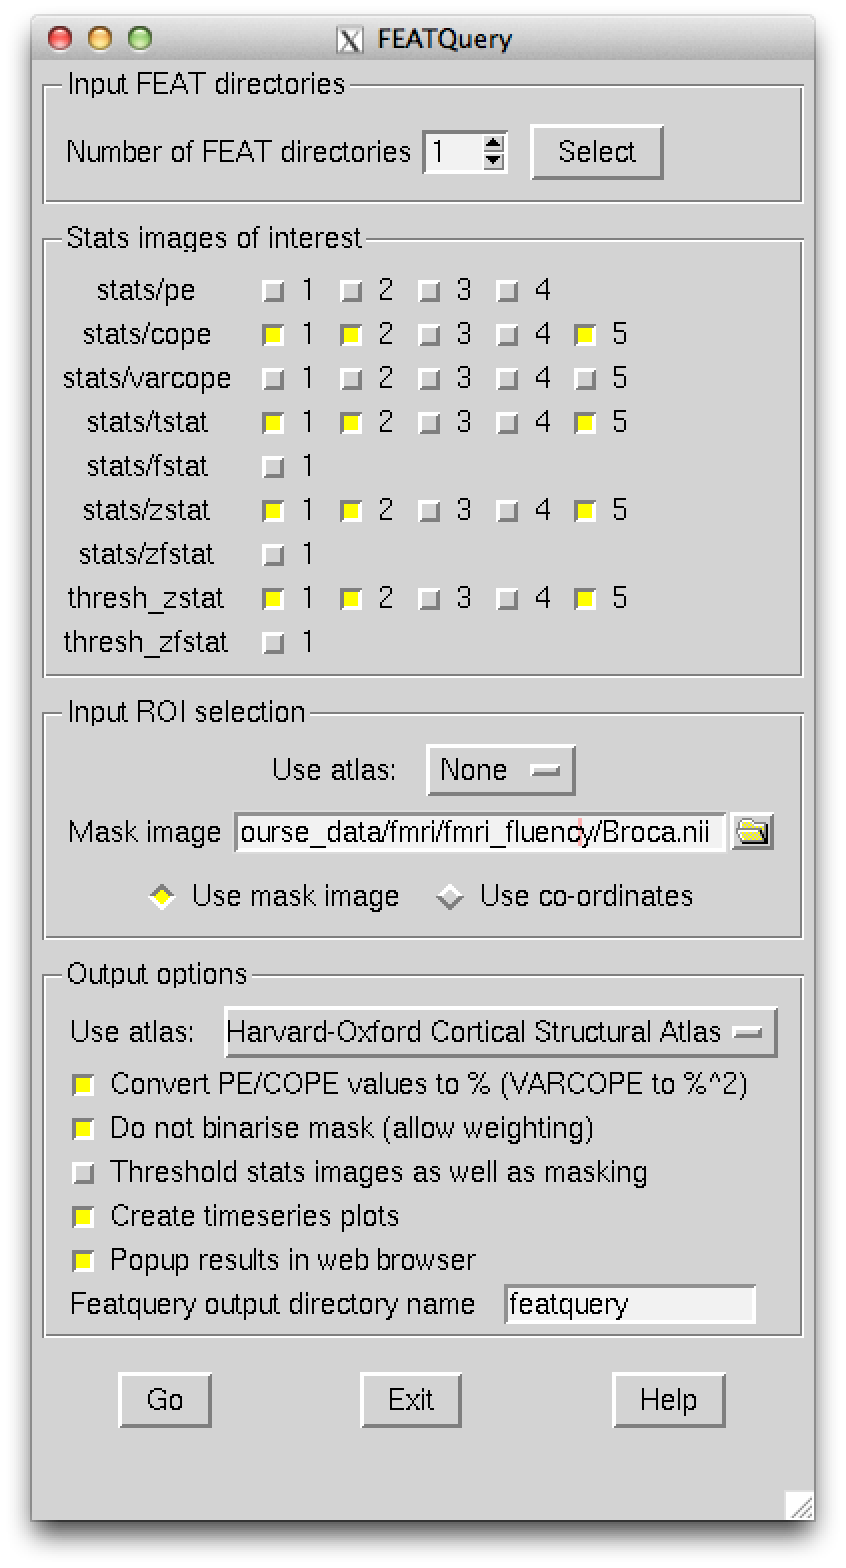 FEATQuery
Input FEAT directories
Number of FEAT directories 1 Select
Stats images of interest
stats/pe 1 2 3 4
stats/cope 1 2 3 4 5
stats/varcope 1 2 3 4 5
stats/tstat 1 2 3 4 5
stats/fstat 1
stats/zstat 1 2 3 4 5
stats/zfstat 1
thresh_zstat 1 2 3 4 5
thresh_zfstat 1
Input ROI selection
Use atlas: None
Mask image ourse_data/fmri/fmri_fluency/Broca.nii
Use mask image Use co-ordinates
Output options
Use atlas: Harvard-Oxford Cortical Structural Atlas
Convert PE/COPE values to % (VARCOPE to %^2)
Do not binarise mask (allow weighting)
Threshold stats images as well as masking
Create timeseries plots
Popup results in web browser
Featquery output directory name featquery
Go Exit Help